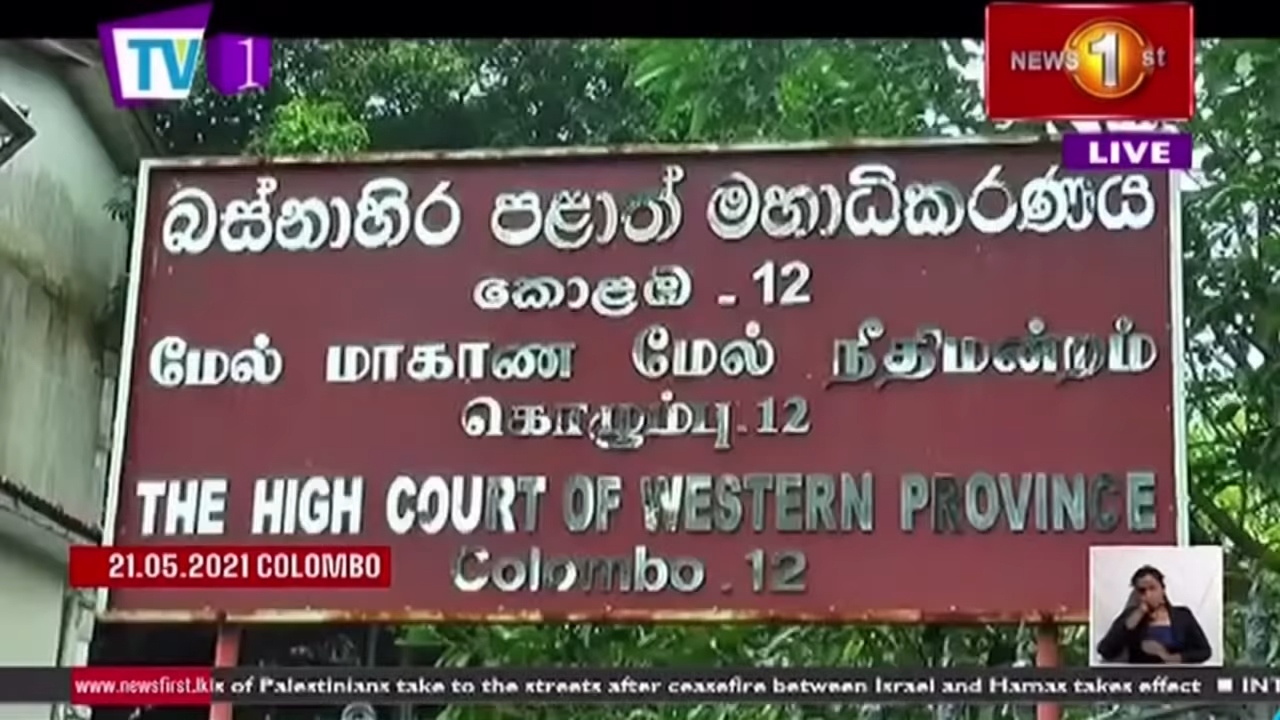 TV 1
NEWS 1st
LIVE
බස්නාහිර පළාත් මහාධිකරණය
කොළඹ - 12
மேல் மாகாண மேல் நீதிமன்றம்
கொழும்பு.12
THE HIGH COURT OF WESTERN PROVINCE
Colombo . 12
21.05.2021 COLOMBO
www.newsfirst.lk of Palestinians take to the streets after ceasefire between Israel and Hamas takes effect ■